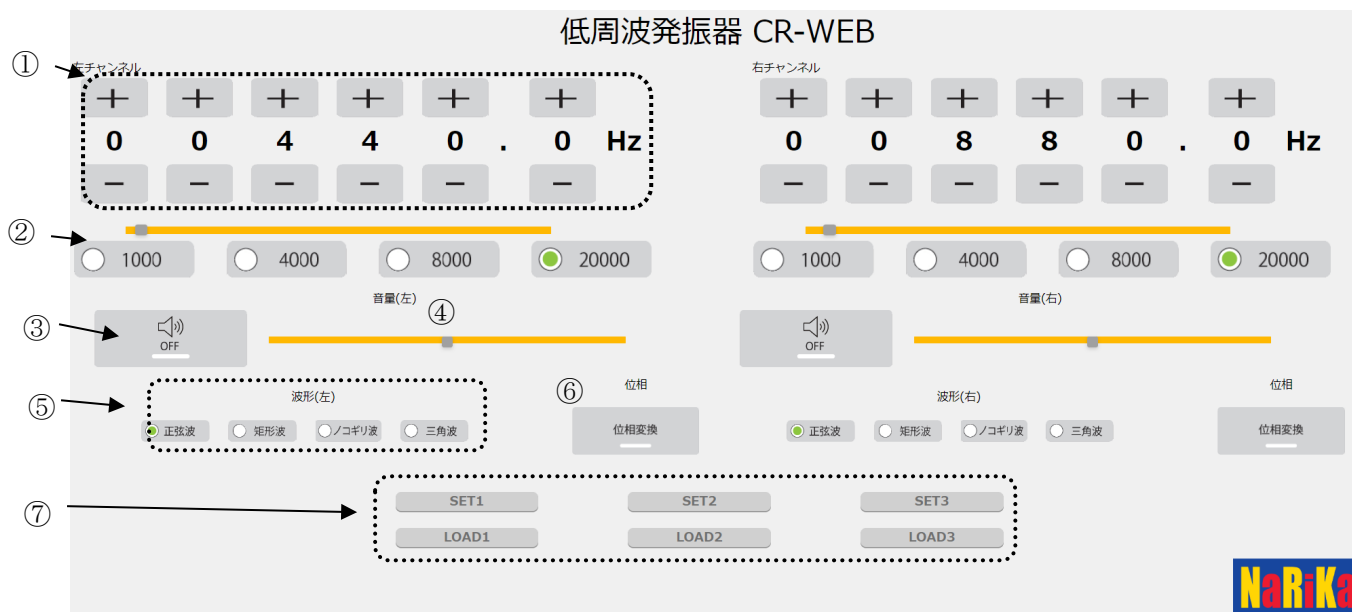 低周波発振器 CR-WEB
①
左チャンネル
右チャンネル
+ + + + + +
+ + + + + +
0 0 4 4 0 . 0 Hz
0 0 8 8 0 . 0 Hz
− − − − − −
− − − − − −
②
1000 4000 8000 20000
1000 4000 8000 20000
音量(左)
音量(右)
③
OFF
④
OFF
⑤
波形(左)
⑥
位相
波形(右)
位相
正弦波 矩形波 ノコギリ波 三角波
位相変換
正弦波 矩形波 ノコギリ波 三角波
位相変換
⑦
SET1 SET2 SET3
LOAD1 LOAD2 LOAD3
NaRiKa